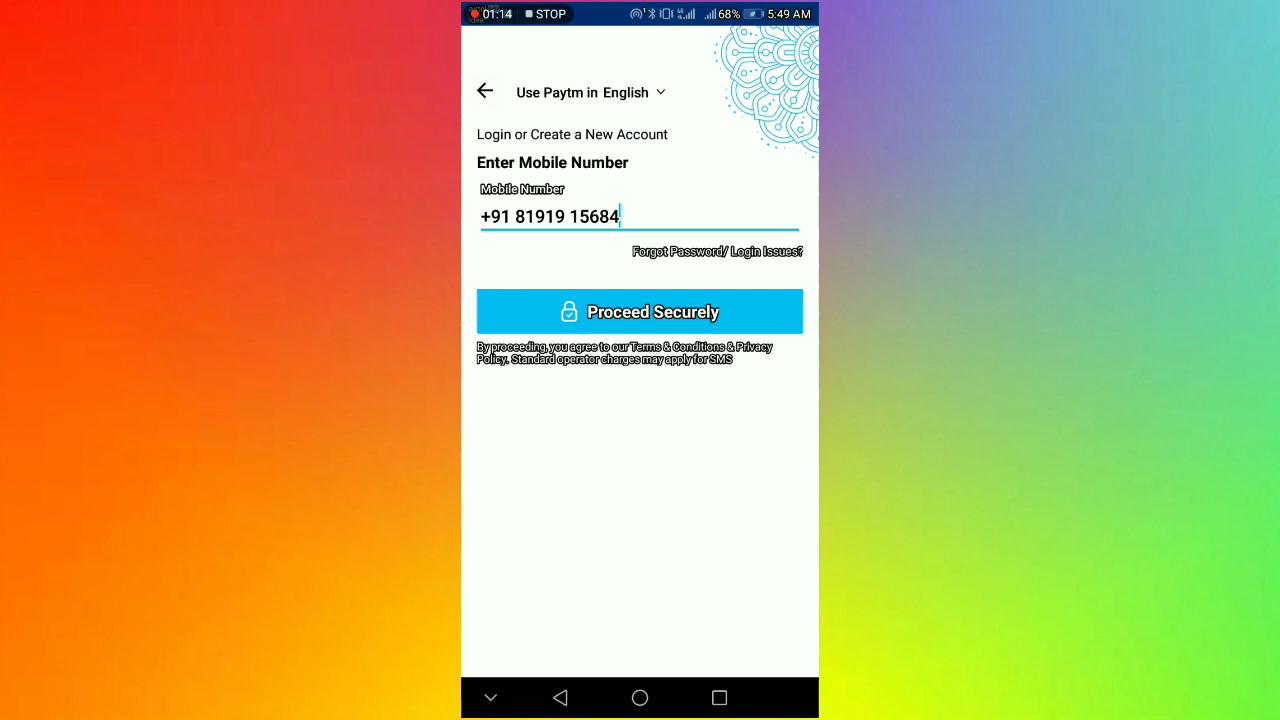 01:14 STOP 68% 5:49 AM
Use Paytm in English
Login or Create a New Account
Enter Mobile Number
Mobile Number
+91 81919 15684
Forgot Password/ Login Issues?
Proceed Securely
By proceeding, you agree to our Terms & Conditions & Privacy
Policy. Standard operator charges may apply for SMS